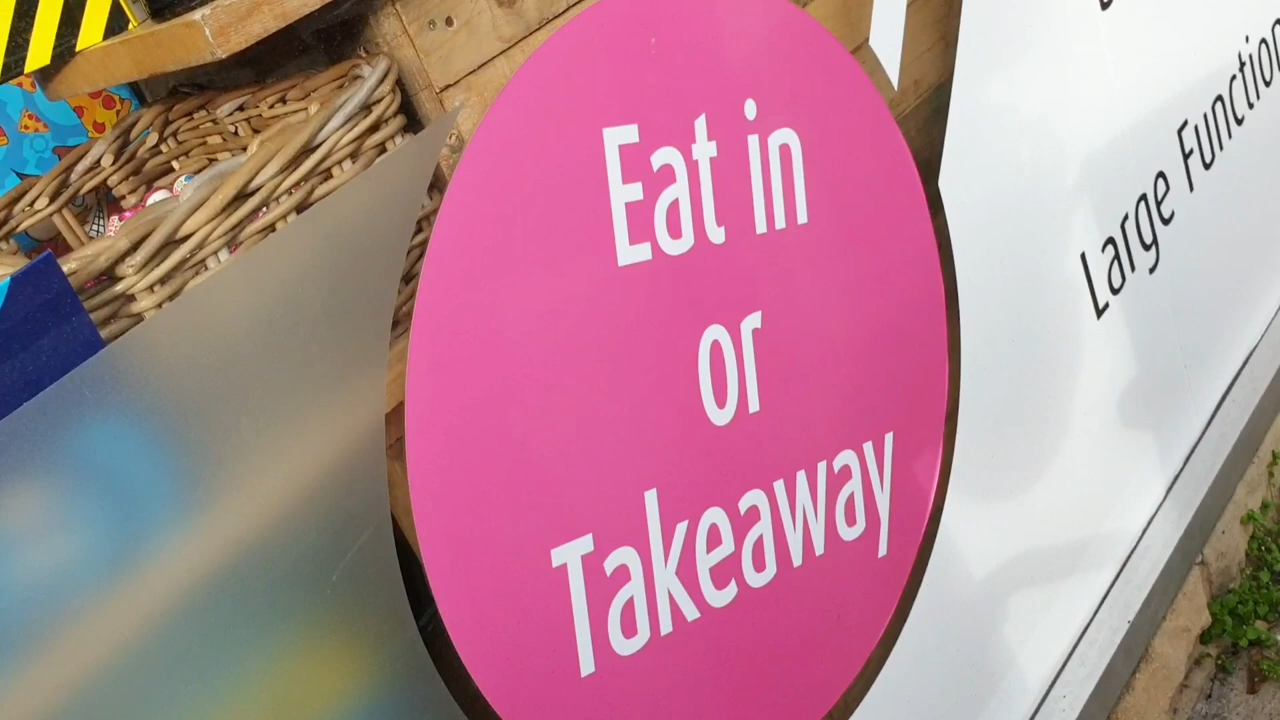 Eat in
or
Takeaway
Large Function